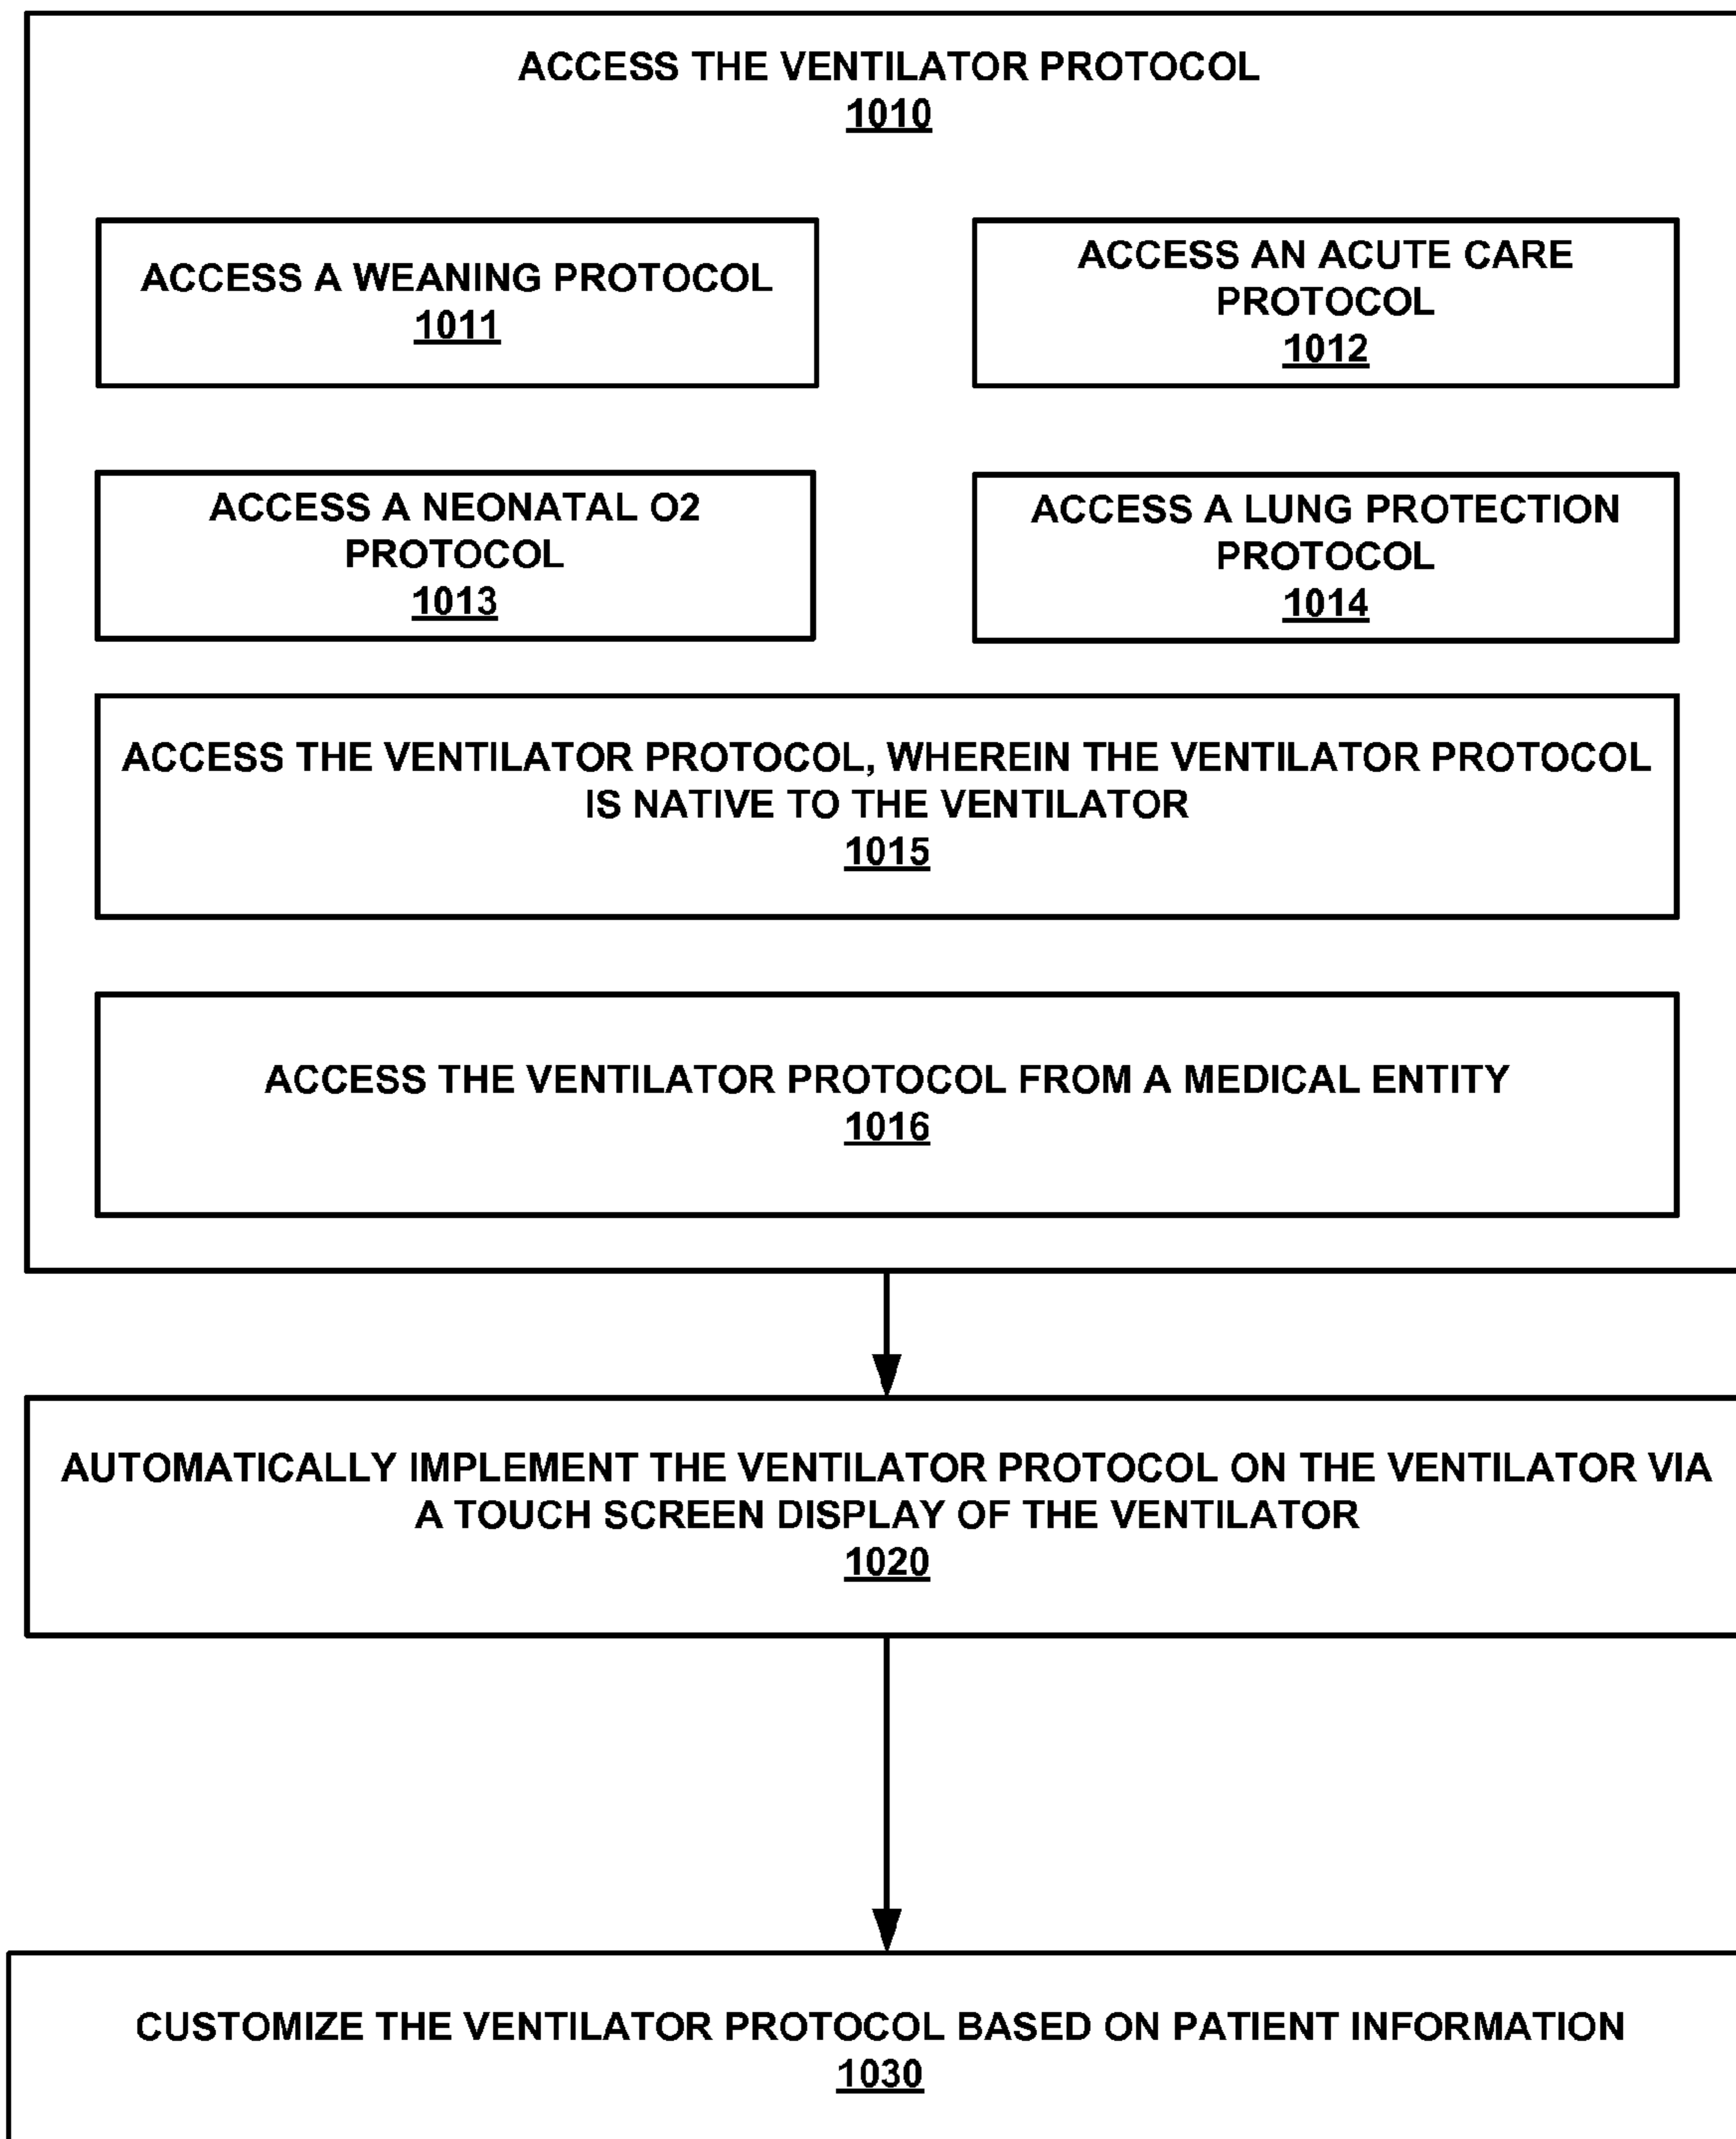 ACCESS THE VENTILATOR PROTOCOL
1010
ACCESS A WEANING PROTOCOL
1011
ACCESS AN ACUTE CARE
PROTOCOL
1012
ACCESS A NEONATAL O2
PROTOCOL
1013
ACCESS A LUNG PROTECTION
PROTOCOL
1014
ACCESS THE VENTILATOR PROTOCOL, WHEREIN THE VENTILATOR PROTOCOL
IS NATIVE TO THE VENTILATOR
1015
ACCESS THE VENTILATOR PROTOCOL FROM A MEDICAL ENTITY
1016
AUTOMATICALLY IMPLEMENT THE VENTILATOR PROTOCOL ON THE VENTILATOR VIA
A TOUCH SCREEN DISPLAY OF THE VENTILATOR
1020
CUSTOMIZE THE VENTILATOR PROTOCOL BASED ON PATIENT INFORMATION
1030